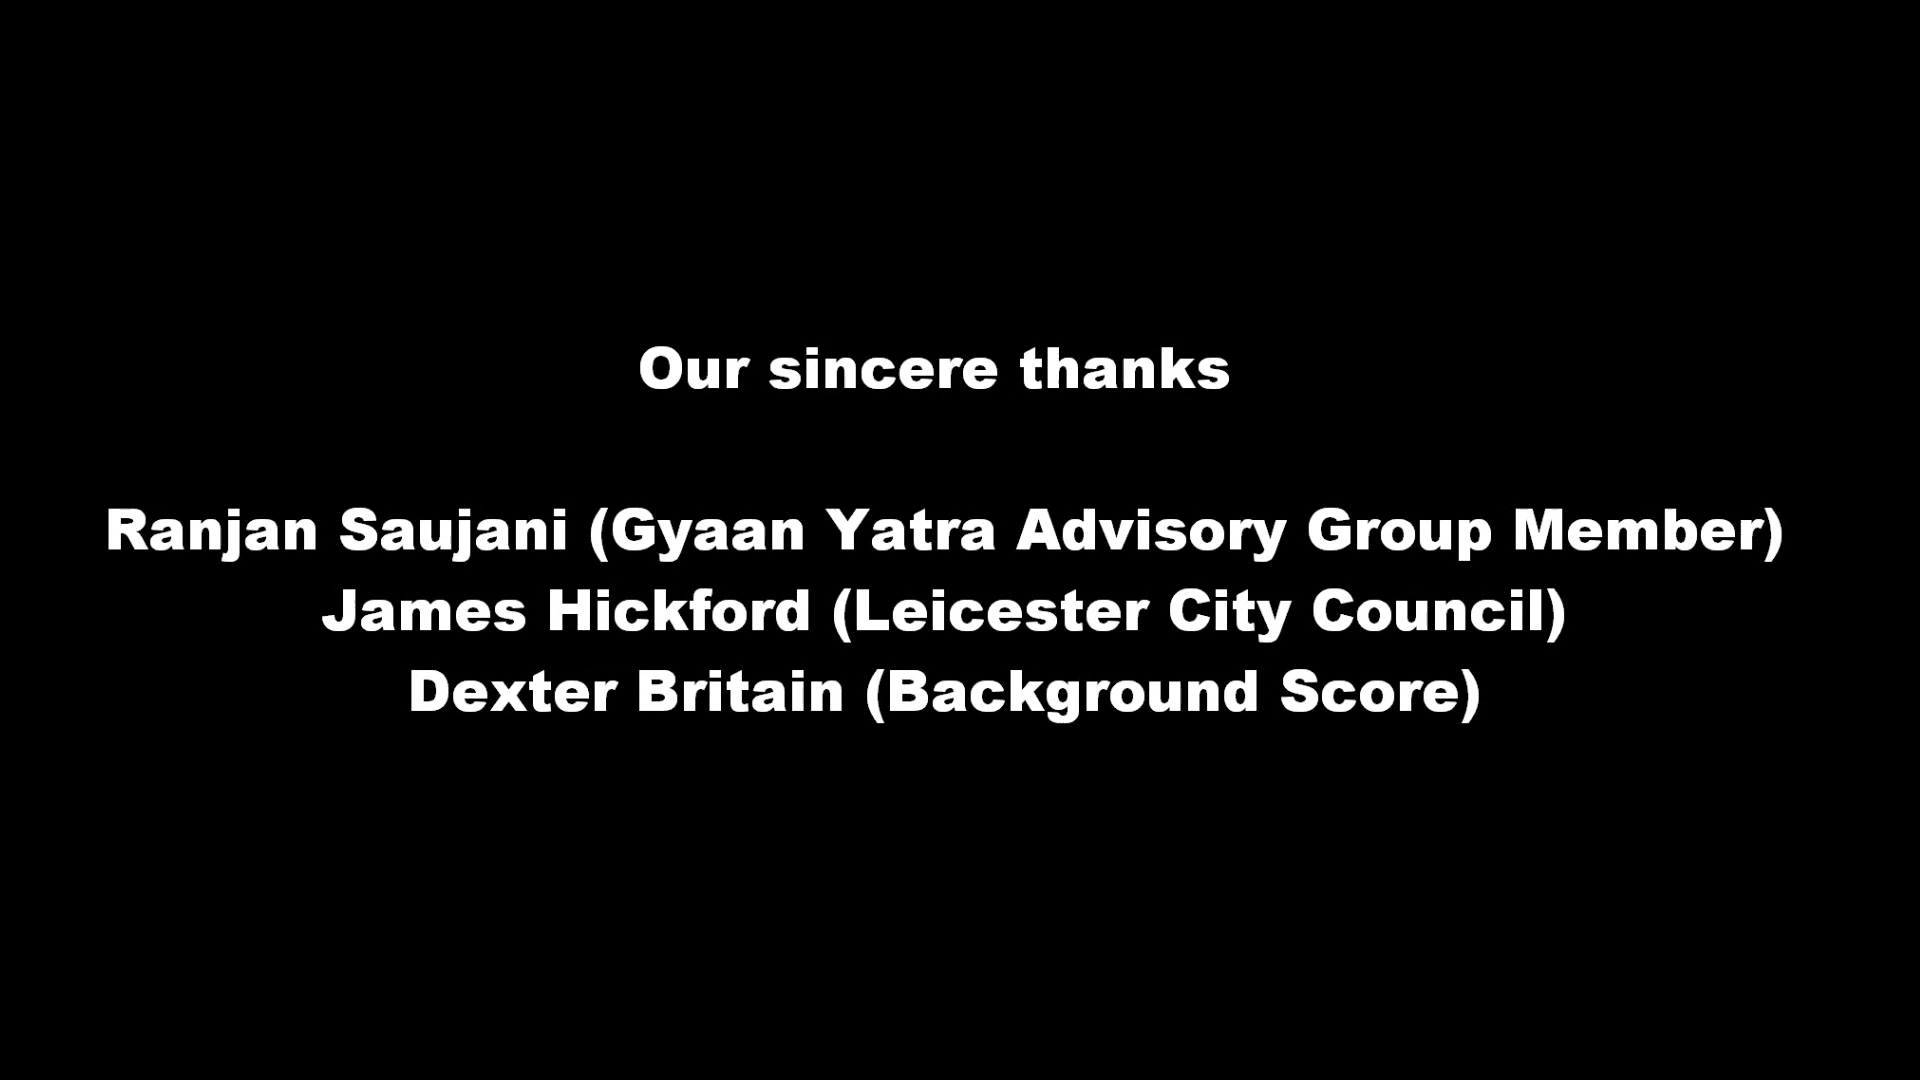 Our sincere thanks
Ranjan Saujani (Gyaan Yatra Advisory Group Member)
James Hickford (Leicester City Council)
Dexter Britain (Background Score)